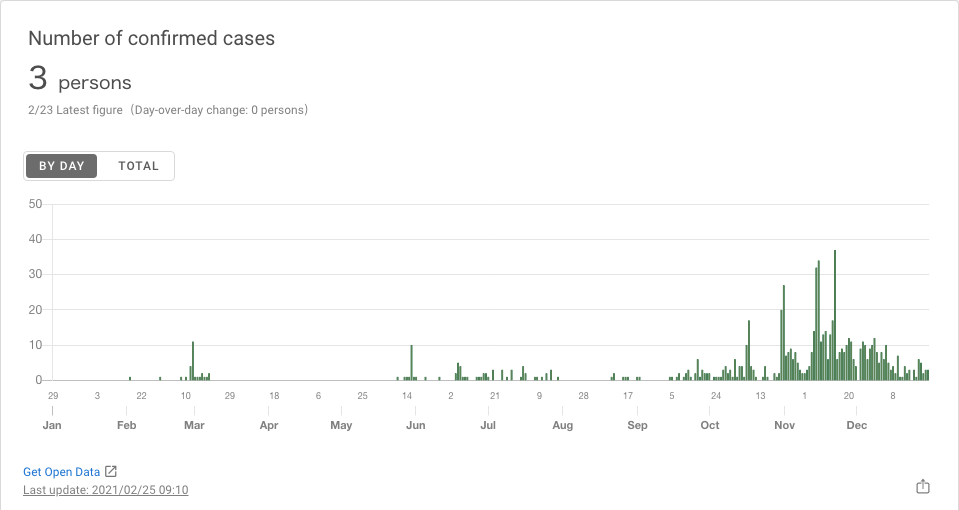 Number of confirmed cases
3 persons
2/23 Latest figure（Day-over-day change: 0 persons）
BY DAY TOTAL
50
40
30
20
10
0
29 3 22 10 29 18 6 25 14 2 21 9 28 17 5 24 13 1 20 8
Jan Feb Mar Apr May Jun Jul Aug Sep Oct Nov Dec
Get Open Data
Last update: 2021/02/25 09:10